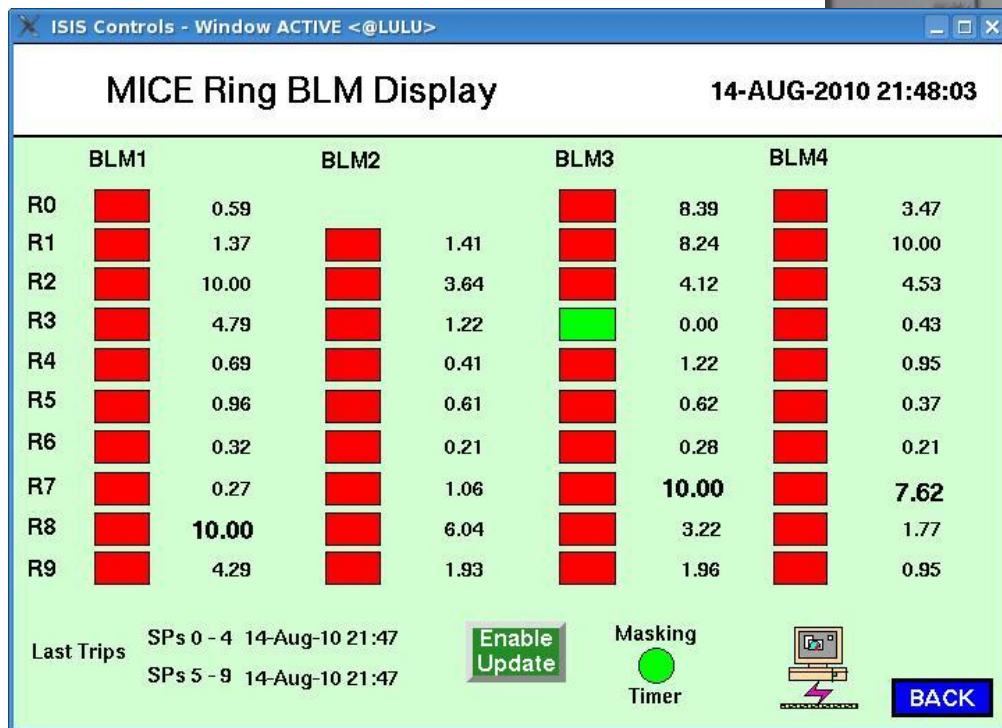 ISIS Controls - Window ACTIVE <@LULU>
MICE Ring BLM Display 14-AUG-2010 21:48:03
BLM1 BLM2 BLM3 BLM4
R0 0.59 8.39 3.47
R1 1.37 1.41 8.24 10.00
R2 10.00 3.64 4.12 4.53
R3 4.79 1.22 0.00 0.43
R4 0.69 0.41 1.22 0.95
R5 0.96 0.61 0.62 0.37
R6 0.32 0.21 0.28 0.21
R7 0.27 1.06 10.00 7.62
R8 10.00 6.04 3.22 1.77
R9 4.29 1.93 1.96 0.95
Last Trips
SPs 0 - 4 14-Aug-10 21:47
SPs 5 - 9 14-Aug-10 21:47
Enable
Update
Masking
Timer
BACK